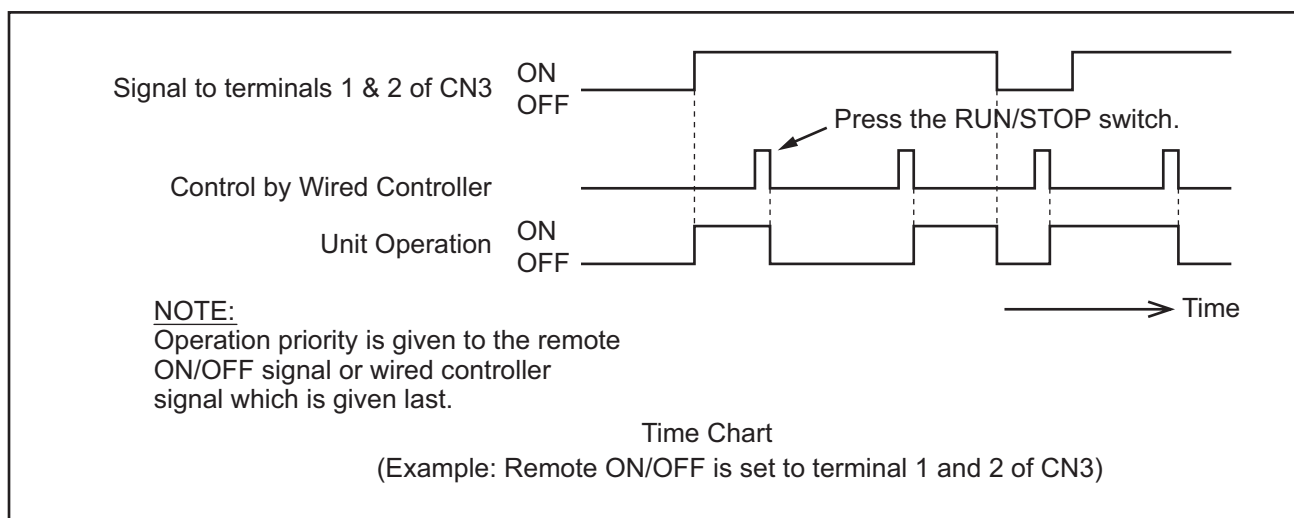 Signal to terminals 1 & 2 of CN3
ON
OFF
Press the RUN/STOP switch.
Control by Wired Controller
Unit Operation
ON
OFF
Time
NOTE:
Operation priority is given to the remote
ON/OFF signal or wired controller
signal which is given last.
Time Chart
(Example: Remote ON/OFF is set to terminal 1 and 2 of CN3)